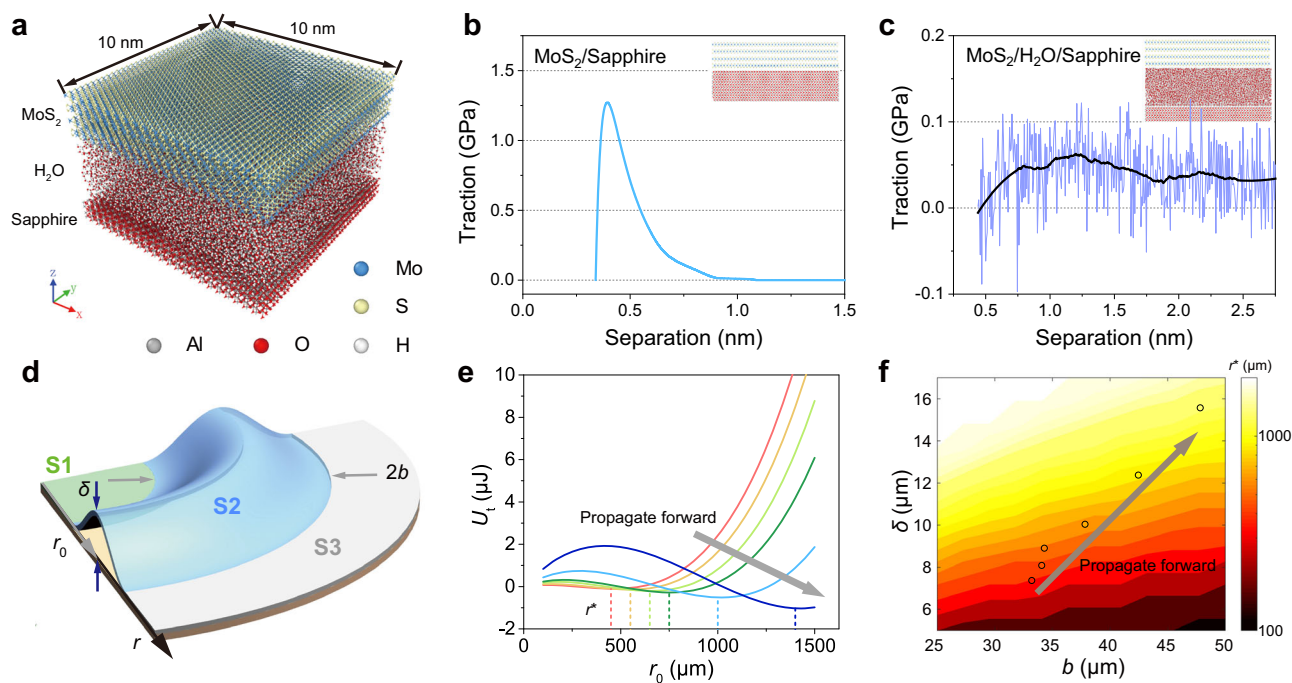 a
10 nm
10 nm
MoS2
H2O
Sapphire
z
y
x
Mo
S
Al
O
H
b
MoS2/Sapphire
Traction (GPa)
1.5
1.0
0.5
0.0
0.0
0.5
1.0
1.5
Separation (nm)
c
MoS2/H2O/Sapphire
Traction (GPa)
0.2
0.1
0.0
-0.1
0.5
1.0
1.5
2.0
2.5
Separation (nm)
d
S1
δ
S2
2b
S3
r0
r
e
Ut (μJ)
10
8
6
4
2
0
-2
Propagate forward
r*
0
500
1000
1500
r0 (μm)
f
r* (μm)
δ (μm)
16
14
12
10
8
6
Propagate forward
1000
100
25
30
35
40
45
50
b (μm)